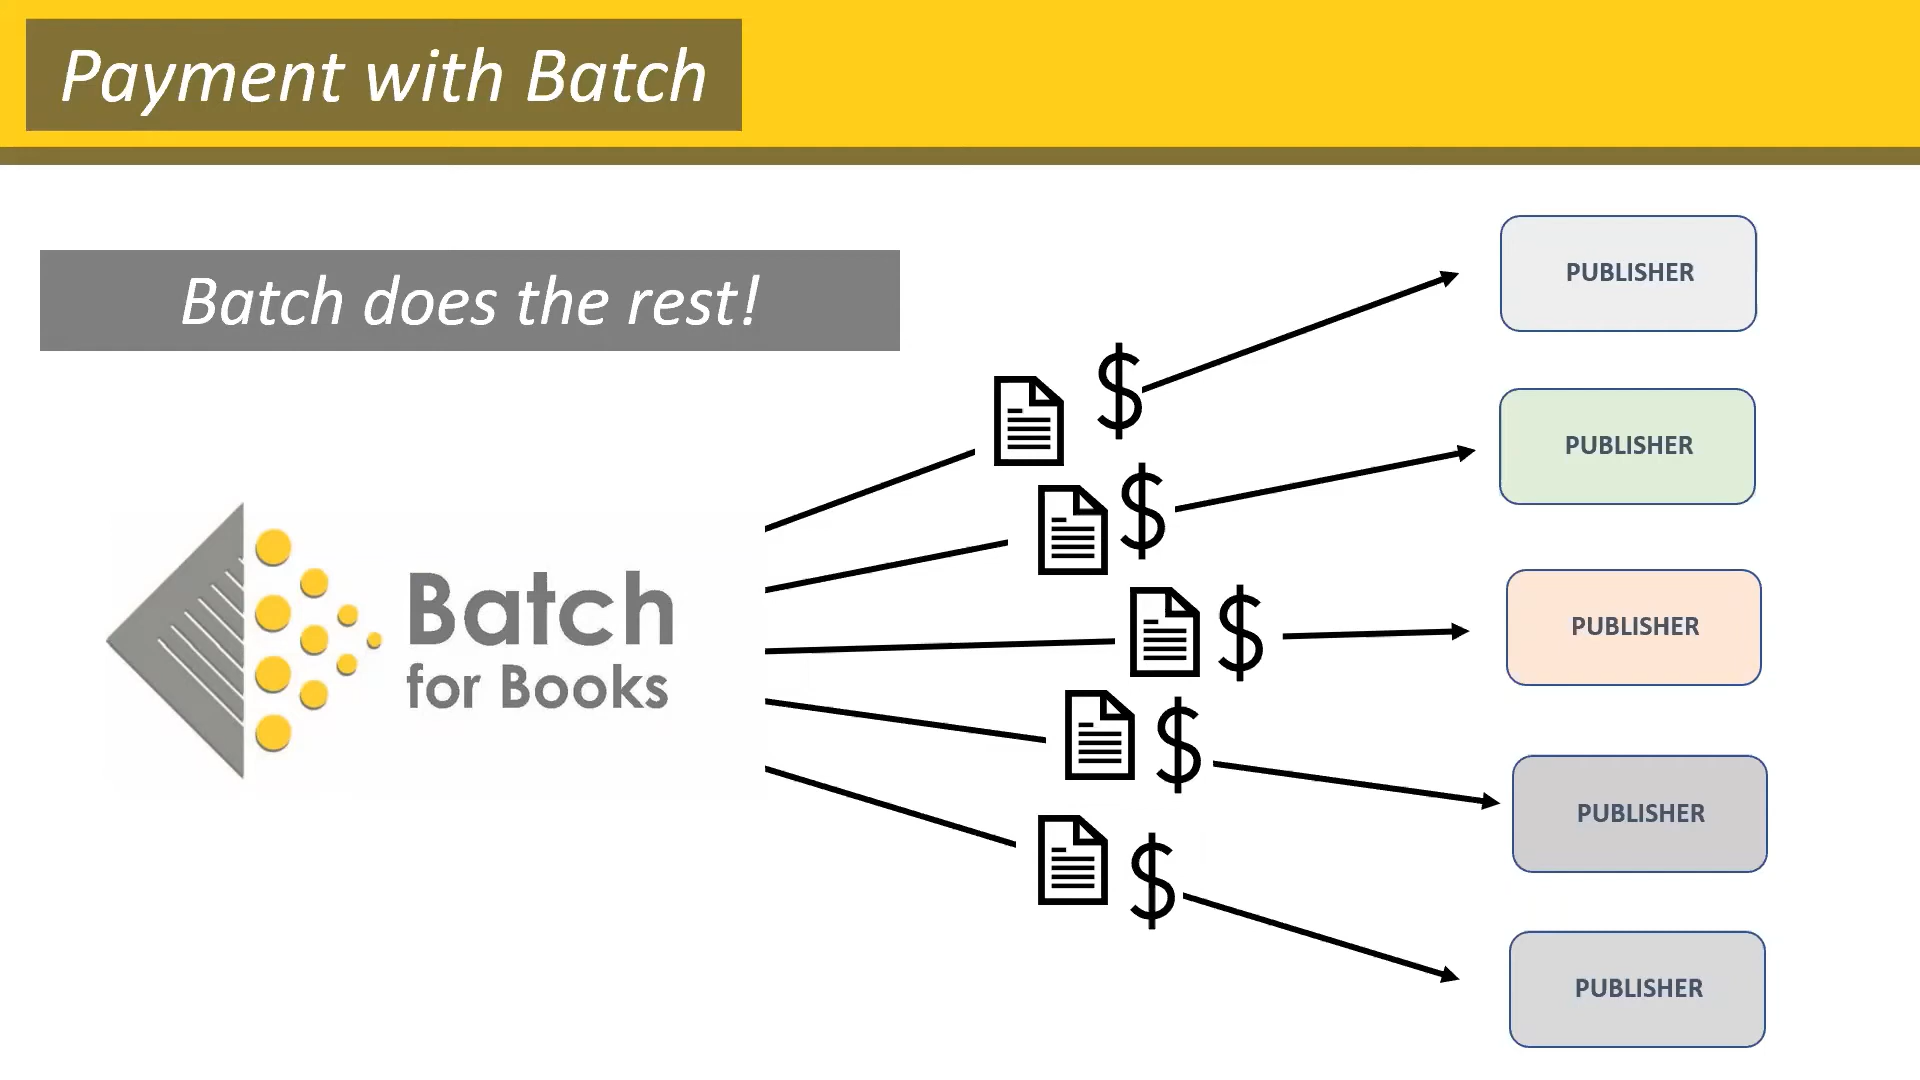 Payment with Batch
Batch does the rest!
Batch
for Books
$
$
$
$
$
PUBLISHER
PUBLISHER
PUBLISHER
PUBLISHER
PUBLISHER